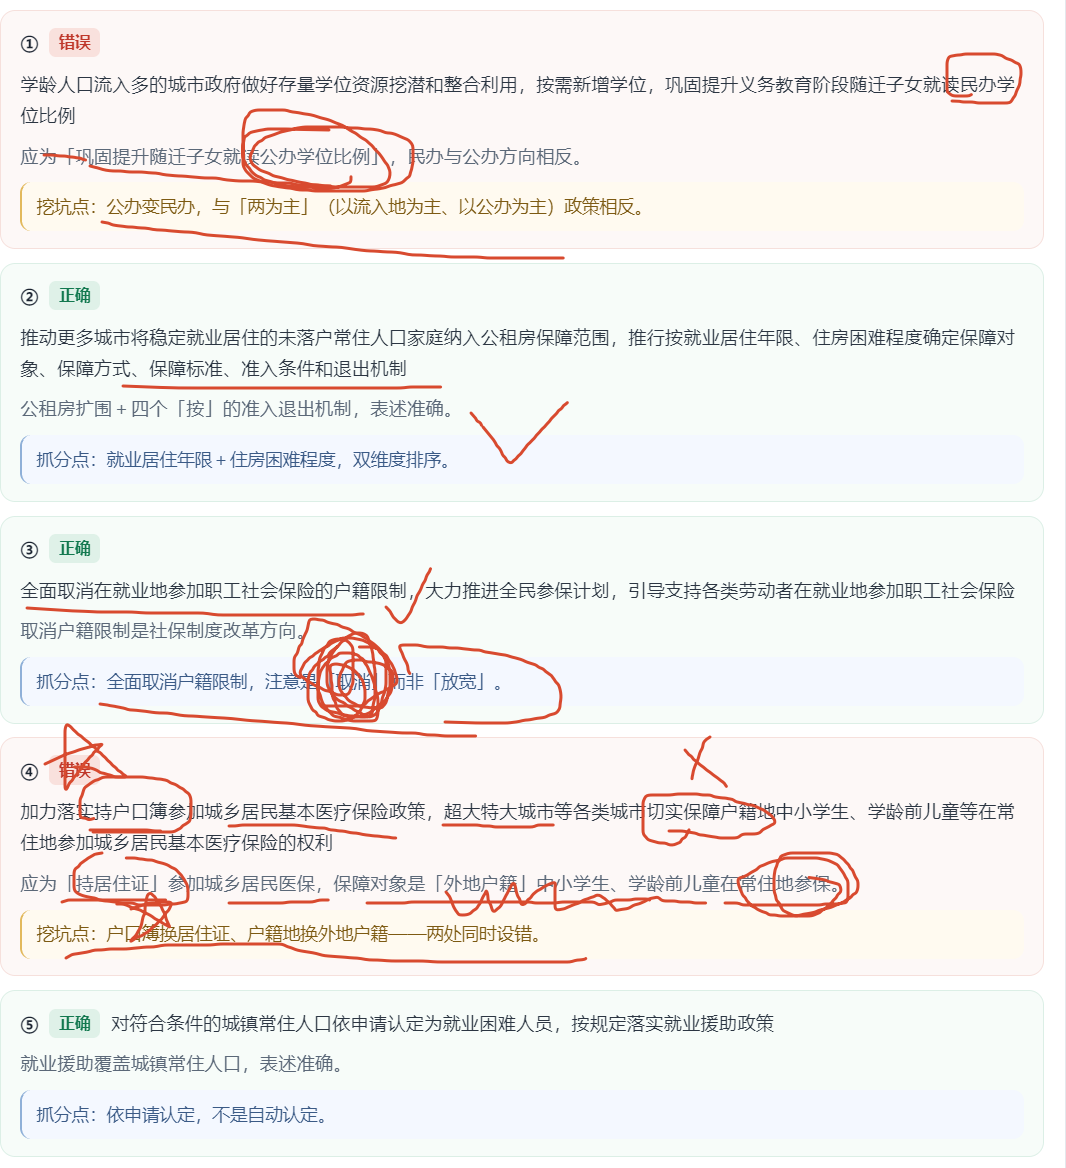 ① 错误
学龄人口流入多的城市政府做好存量学位资源挖潜和整合利用，按需新增学位，巩固提升义务教育阶段随迁子女就读民办学
位比例
应为「巩固提升随迁子女就读公办学位比例」，民办与公办方向相反。
挖坑点：公办变民办，与「两为主」（以流入地为主、以公办为主）政策相反。
② 正确
推动更多城市将稳定就业居住的未落户常住人口家庭纳入公租房保障范围，推行按就业居住年限、住房困难程度确定保障对
象、保障方式、保障标准、准入条件和退出机制
公租房扩围 + 四个「按」的准入退出机制，表述准确。
抓分点：就业居住年限 + 住房困难程度，双维度排序。
③ 正确
全面取消在就业地参加职工社会保险的户籍限制，大力推进全民参保计划，引导支持各类劳动者在就业地参加职工社会保险
取消户籍限制是社保制度改革方向。
抓分点：全面取消户籍限制，注意是「取消」而非「放宽」。
④ 错误
加力落实持户口簿参加城乡居民基本医疗保险政策，超大特大城市等各类城市切实保障户籍地中小学生、学龄前儿童等在常
住地参加城乡居民基本医疗保险的权利
应为「持居住证」参加城乡居民医保，保障对象是「外地户籍」中小学生、学龄前儿童在常住地参保。
挖坑点：户口簿换居住证、户籍地换外地户籍——两处同时设错。
⑤ 正确 对符合条件的城镇常住人口依申请认定为就业困难人员，按规定落实就业援助政策
就业援助覆盖城镇常住人口，表述准确。
抓分点：依申请认定，不是自动认定。